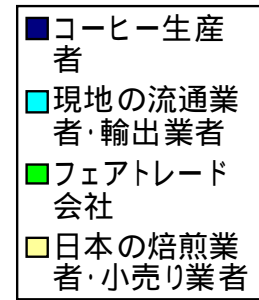 コーヒー生産
者
現地の流通業
者・輸出業者
フェアトレード
会社
日本の焙煎業
者・小売り業者